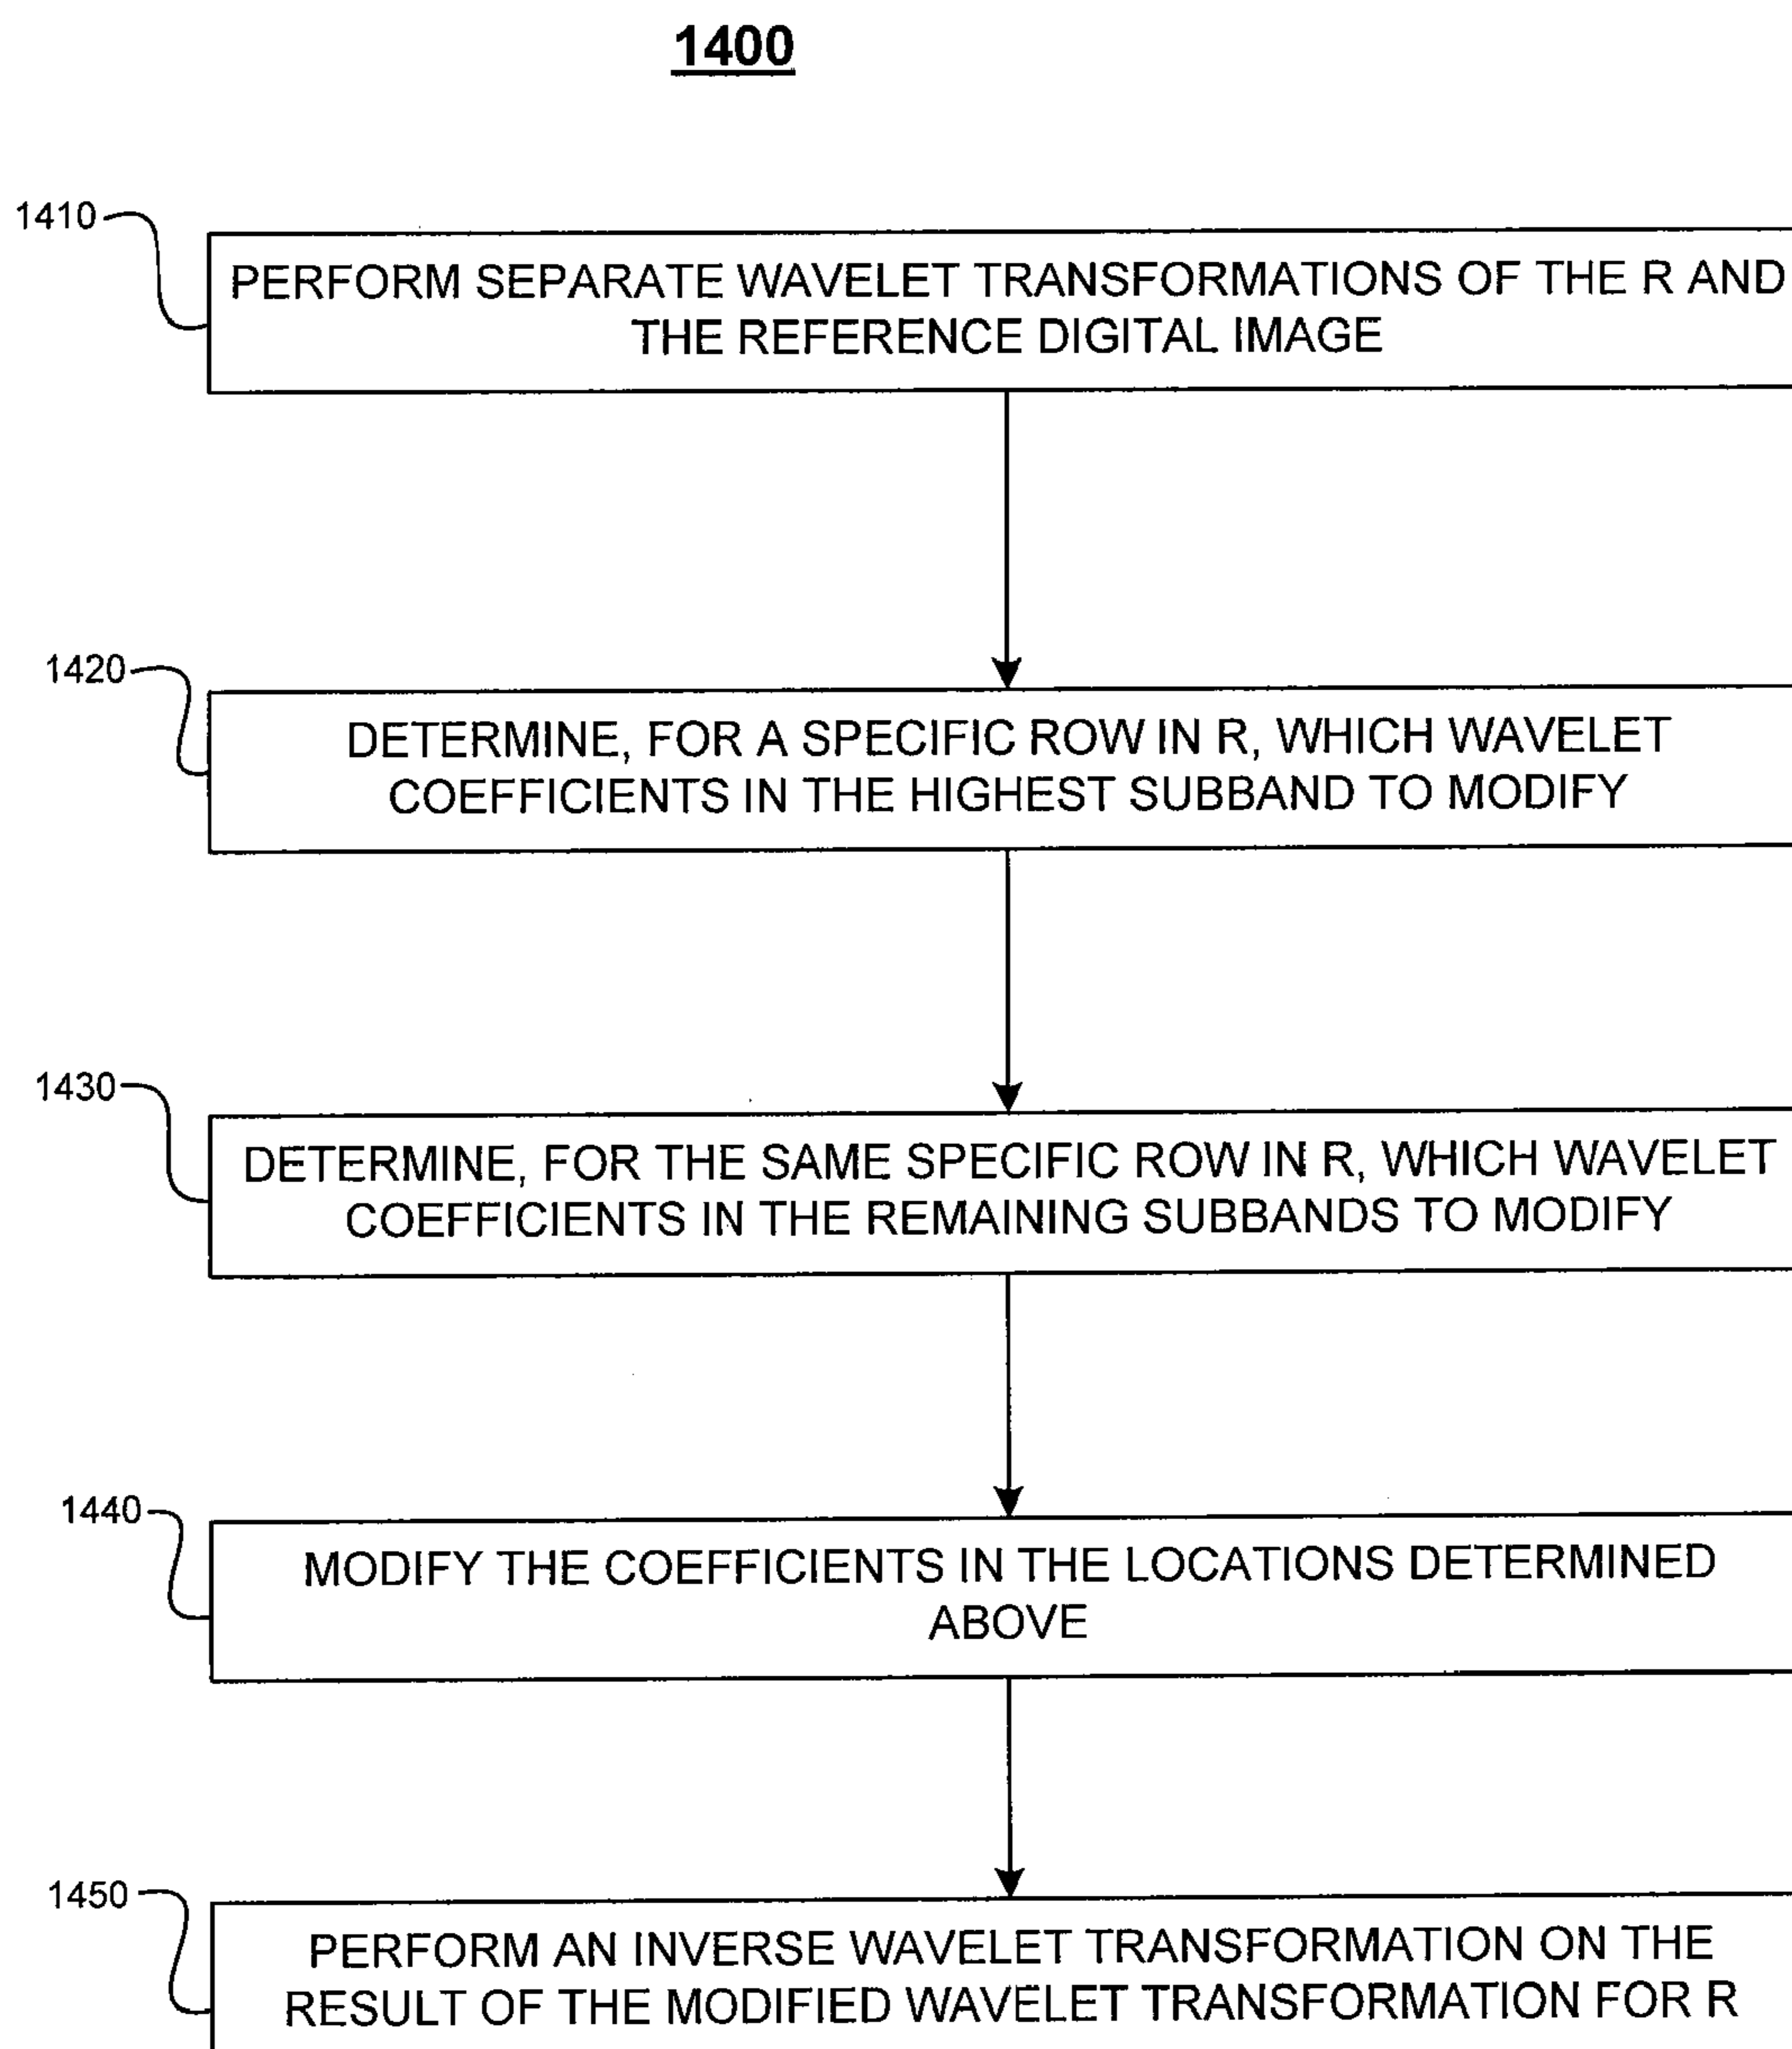 1400
1410
PERFORM SEPARATE WAVELET TRANSFORMATIONS OF THE R AND
THE REFERENCE DIGITAL IMAGE
1420
DETERMINE, FOR A SPECIFIC ROW IN R, WHICH WAVELET
COEFFICIENTS IN THE HIGHEST SUBBAND TO MODIFY
1430
DETERMINE, FOR THE SAME SPECIFIC ROW IN R, WHICH WAVELET
COEFFICIENTS IN THE REMAINING SUBBANDS TO MODIFY
1440
MODIFY THE COEFFICIENTS IN THE LOCATIONS DETERMINED
ABOVE
1450
PERFORM AN INVERSE WAVELET TRANSFORMATION ON THE
RESULT OF THE MODIFIED WAVELET TRANSFORMATION FOR R